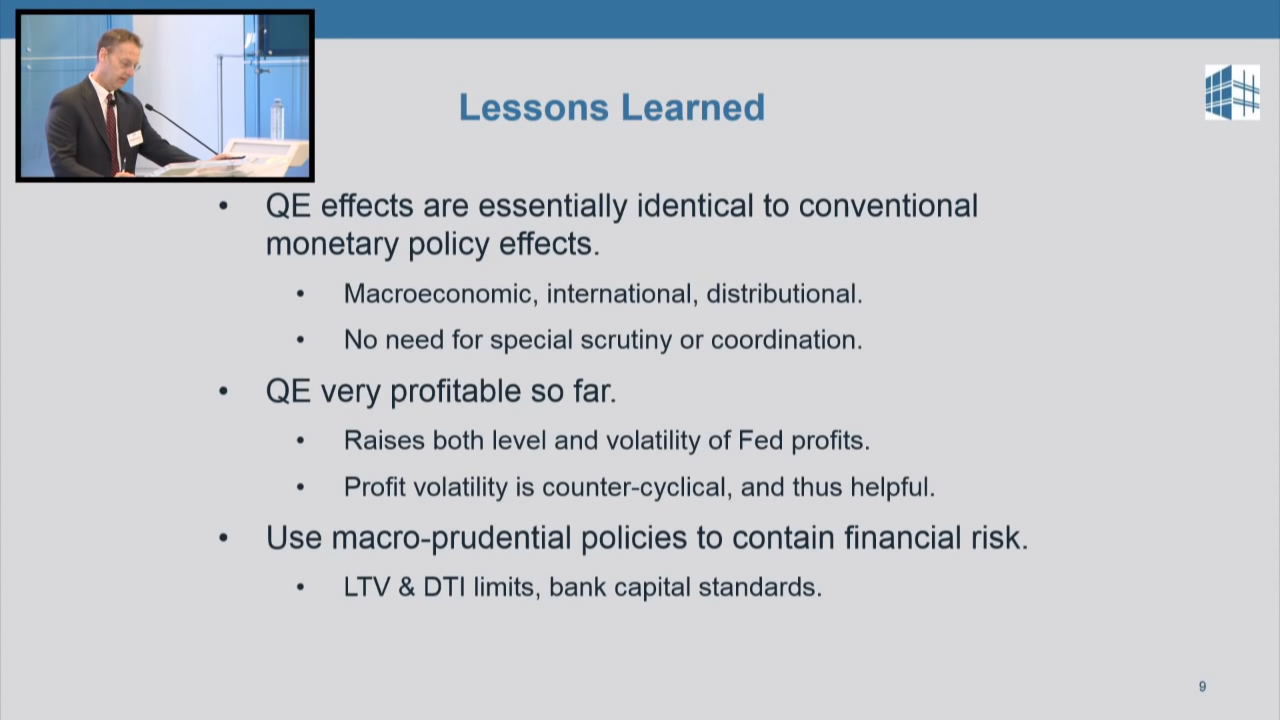 Lessons Learned
• QE effects are essentially identical to conventional
monetary policy effects.
• Macroeconomic, international, distributional.
• No need for special scrutiny or coordination.
• QE very profitable so far.
• Raises both level and volatility of Fed profits.
• Profit volatility is counter-cyclical, and thus helpful.
• Use macro-prudential policies to contain financial risk.
• LTV & DTI limits, bank capital standards.
9